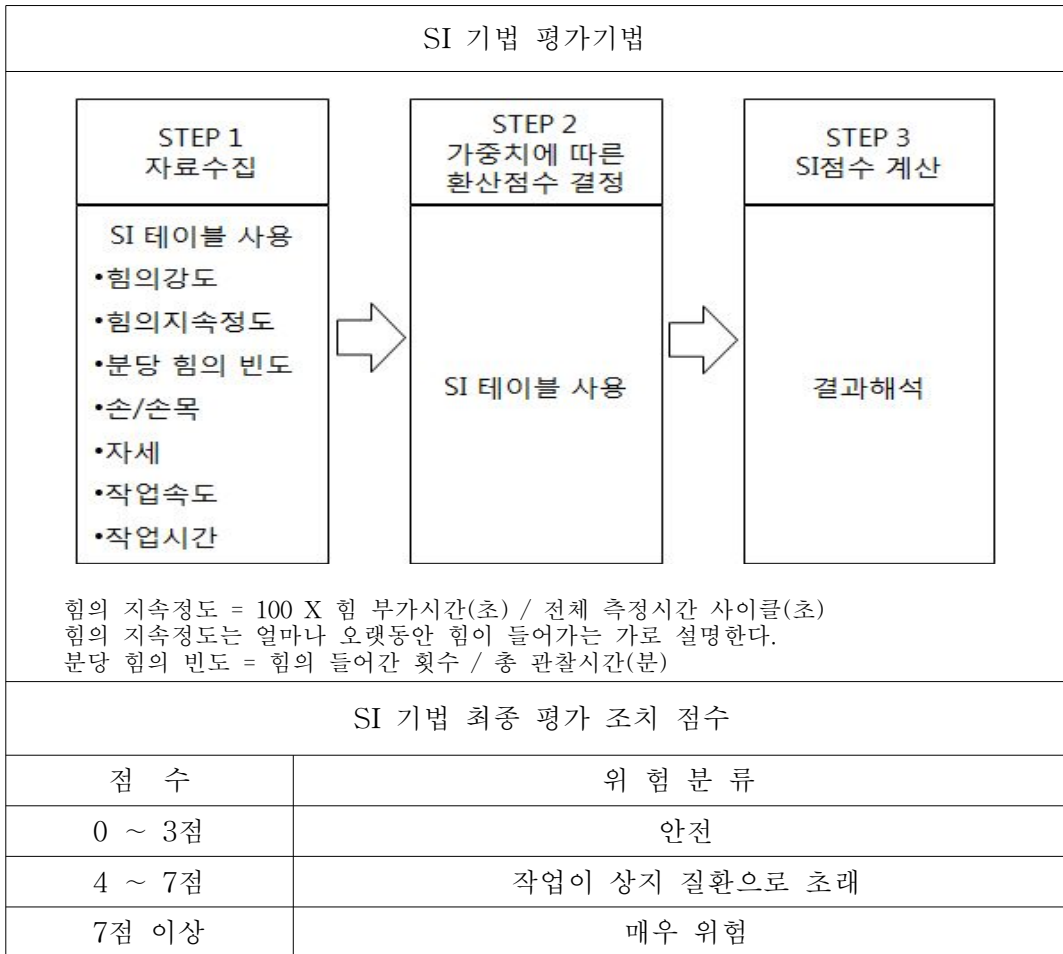 SI 기법 평가기법
STEP 1
자료수집
SI 테이블 사용
•힘의강도
•힘의지속정도
•분당 힘의 빈도
•손/손목
•자세
•작업속도
•작업시간
STEP 2
가중치에 따른
환산점수 결정
SI 테이블 사용
STEP 3
SI점수 계산
결과해석
힘의 지속정도 = 100 X 힘 부가시간(초) / 전체 측정시간 사이클(초)
힘의 지속정도는 얼마나 오랫동안 힘이 들어가는 가로 설명한다.
분당 힘의 빈도 = 힘의 들어간 횟수 / 총 관찰시간(분)
SI 기법 최종 평가 조치 점수
점 수 위 험 분 류
0 ~ 3점 안전
4 ~ 7점 작업이 상지 질환으로 초래
7점 이상 매우 위험